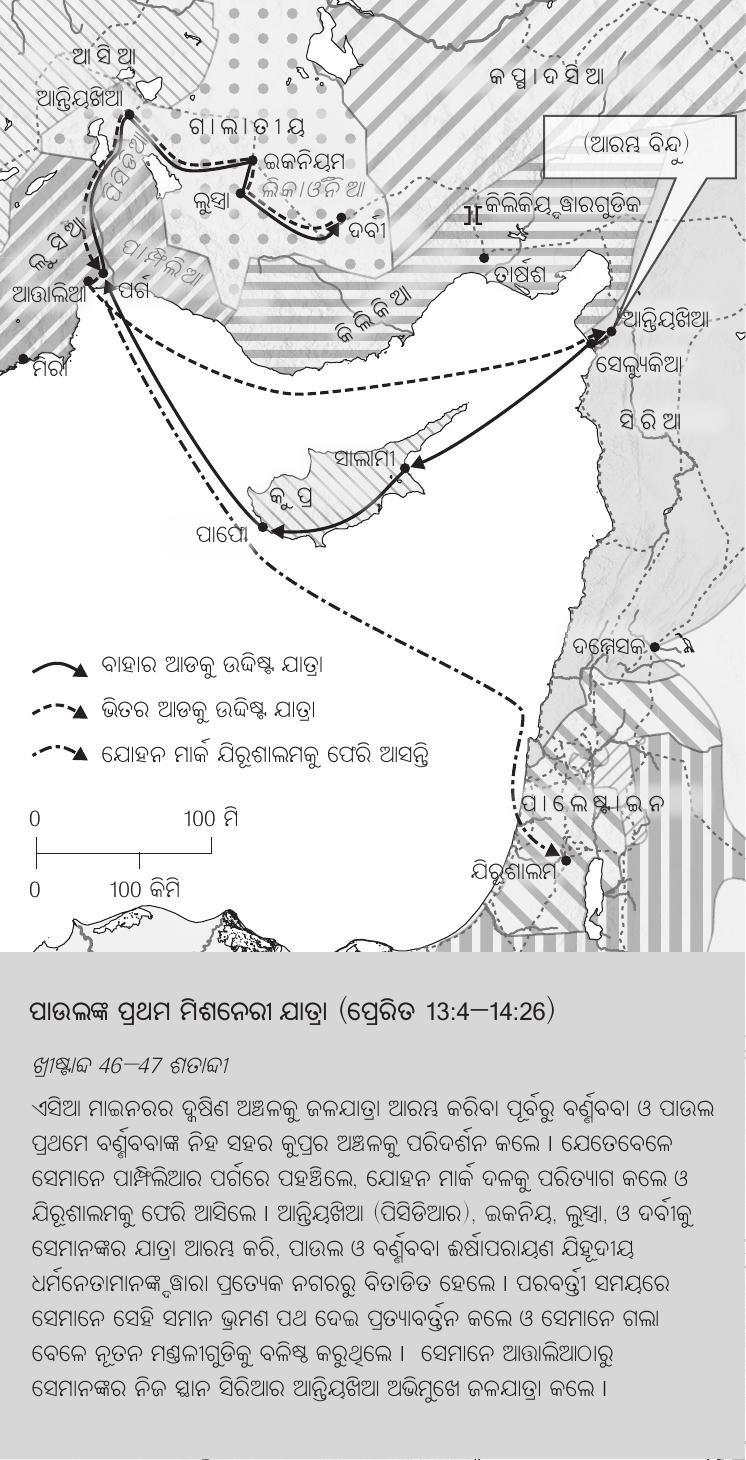 ଆସିଆ
କପ୍ପାଦସିଆ
ଆନ୍ତିୟଖିଆ
ଗାଲାତୀୟ
(ଆରମ୍ଭ ବିନ୍ଦୁ)
ଇକନିୟମ
ପିସିଦିଆ
ଲିକାଓନିଆ
ଲୁସ୍ତ୍ରା
କିଲିକିୟ ଦ୍ୱାରଗୁଡିକ
ଦର୍ବୀ
ଲୁସିଆ
ପାମ୍ଫିଲିଆ
ତାର୍ଷଶ
ଆତ୍ତାଲିଆ
ପର୍ଗ
କିଲିକିଆ
ଆନ୍ତିୟଖିଆ
ମିରା
ସେଲ୍ୟୁକିଆ
ସିରିଆ
ସାଲାମୀ
କୁପ୍ର
ପାଫୋ
ଦମ୍ମେସକ
ବାହାର ଆଡକୁ ଉଦ୍ଦିଷ୍ଟ ଯାତ୍ରା
ଭିତର ଆଡକୁ ଉଦ୍ଦିଷ୍ଟ ଯାତ୍ରା
ଯୋହନ ମାର୍କ ଯିରୂଶାଲମକୁ ଫେରି ଆସନ୍ତି
ପାଲେଷ୍ଟାଇନ
0 100 ମି
ଯିରୂଶାଲମ
0 100 କିମି
ପାଉଲଙ୍କ ପ୍ରଥମ ମିଶନେରୀ ଯାତ୍ରା (ପ୍ରେରିତ 13:4–14:26)
ଖ୍ରୀଷ୍ଟାବ୍ଦ 46–47 ଶତାବ୍ଦୀ
ଏସିଆ ମାଇନରର ଦକ୍ଷିଣ ଅଞ୍ଚଳକୁ ଜଳଯାତ୍ରା ଆରମ୍ଭ କରିବା ପୂର୍ବରୁ ବର୍ଣ୍ଣବବା ଓ ପାଉଲ
ପ୍ରଥମେ ବର୍ଣ୍ଣବବାଙ୍କ ନିହ ସହର କୁପ୍ରର ଅଞ୍ଚଳକୁ ପରିଦର୍ଶନ କଲେ । ଯେତେବେଳେ
ସେମାନେ ପାମ୍ଫିଲିଆର ପର୍ଗରେ ପହଞ୍ଚିଲେ, ଯୋହନ ମାର୍କ ଦଳକୁ ପରିତ୍ୟାଗ କଲେ ଓ
ଯିରୂଶାଲମକୁ ଫେରି ଆସିଲେ । ଆନ୍ତିୟଖିଆ (ପିସିଡିଆର), ଇକନିୟ, ଲୁସ୍ତ୍ରା, ଓ ଦର୍ବୀକୁ
ସେମାନଙ୍କର ଯାତ୍ରା ଆରମ୍ଭ କରି, ପାଉଲ ଓ ବର୍ଣ୍ଣବବା ଈର୍ଷାପରାୟଣ ଯିହୂଦୀୟ
ଧର୍ମନେତାମାନଙ୍କ ଦ୍ୱାରା ପ୍ରତ୍ୟେକ ନଗରରୁ ବିତାଡିତ ହେଲେ । ପରବର୍ତ୍ତୀ ସମୟରେ
ସେମାନେ ସେହି ସମାନ ଭ୍ରମଣ ପଥ ଦେଇ ପ୍ରତ୍ୟାବର୍ତ୍ତନ କଲେ ଓ ସେମାନେ ଗଲା
ବେଳେ ନୂତନ ମଣ୍ଡଳୀଗୁଡିକୁ ବଳିଷ୍ଠ କରୁଥିଲେ । ସେମାନେ ଆତ୍ତାଲିଆଠାରୁ
ସେମାନଙ୍କର ନିଜ ସ୍ଥାନ ସିରିଆର ଆନ୍ତିୟଖିଆ ଅଭିମୁଖେ ଜଳଯାତ୍ରା କଲେ ।